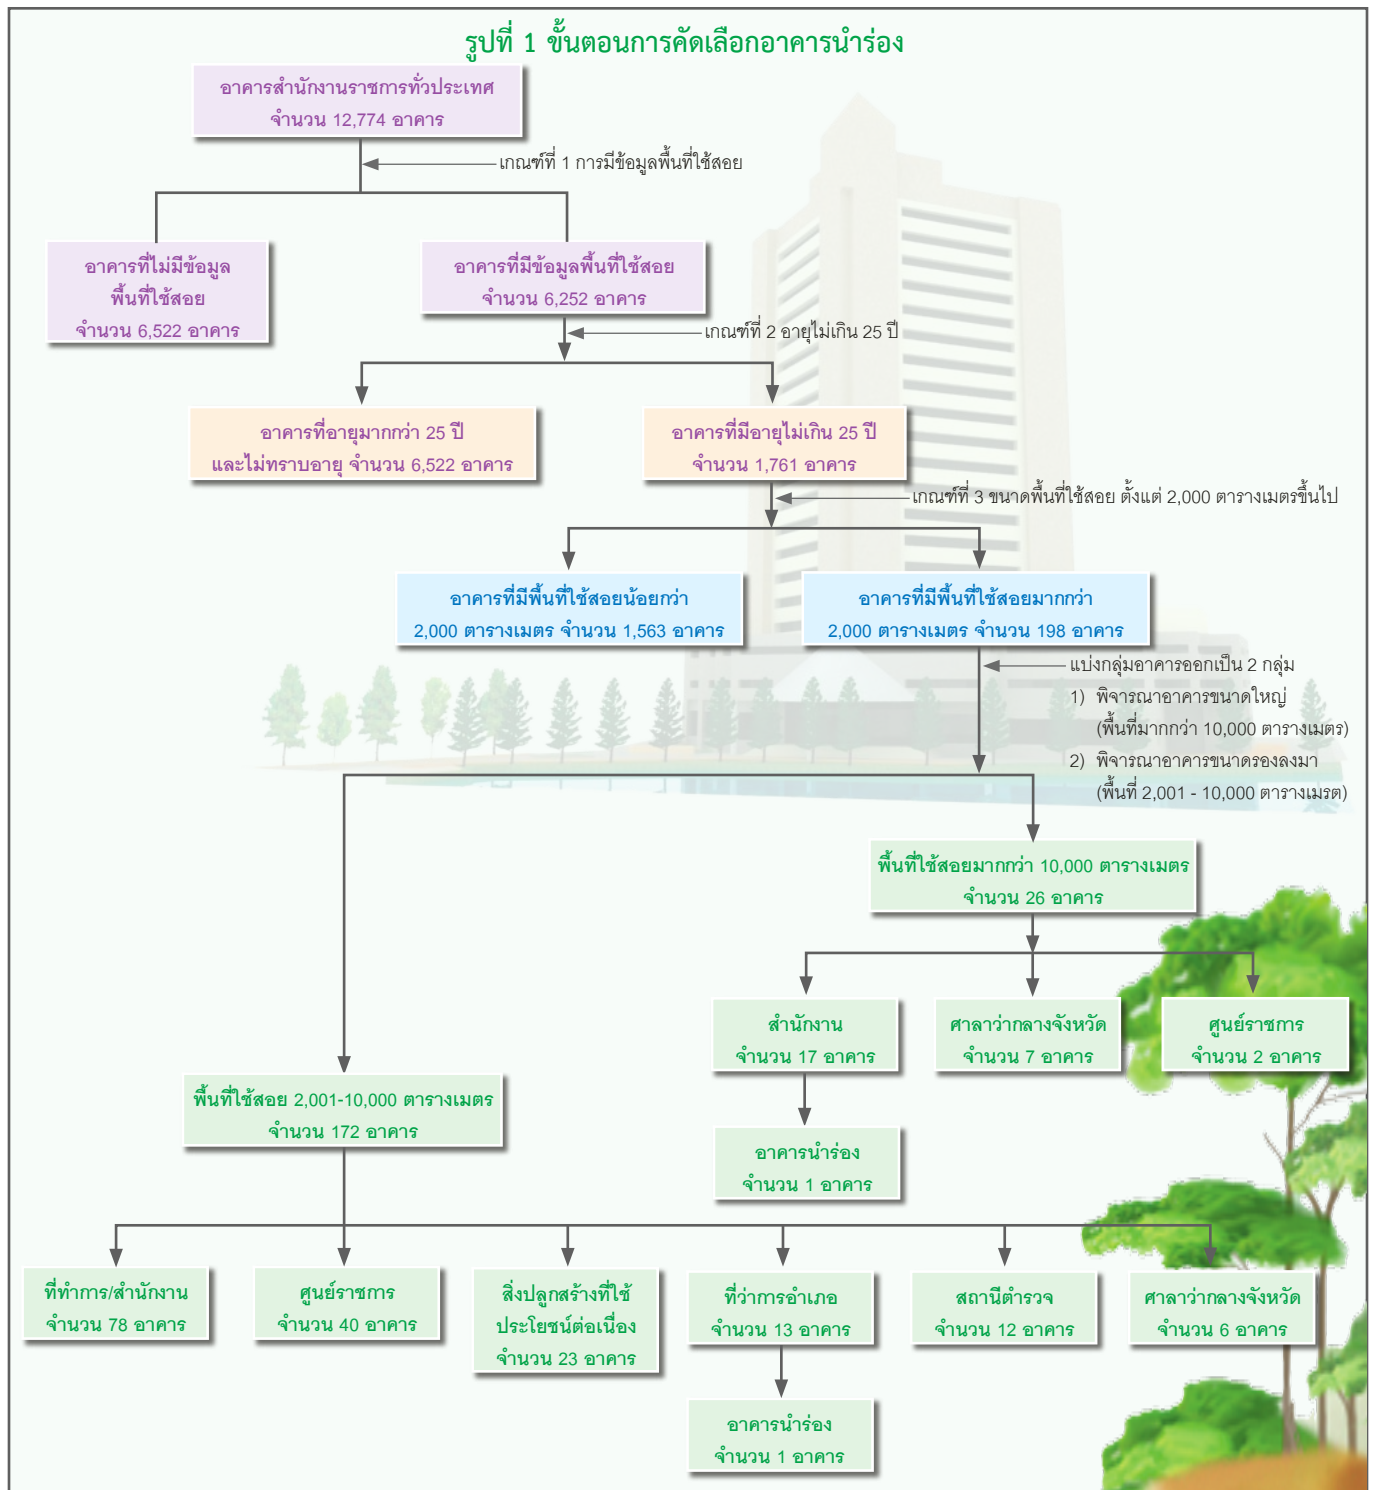 รูปที่ 1 ขั้นตอนการคัดเลือกอาคารนำร่อง
อาคารสำนักงานราชการทั่วประเทศ
จำนวน 12,774 อาคาร
เกณฑ์ที่ 1 การมีข้อมูลพื้นที่ใช้สอย
อาคารที่ไม่มีข้อมูล
พื้นที่ใช้สอย
จำนวน 6,522 อาคาร
อาคารที่มีข้อมูลพื้นที่ใช้สอย
จำนวน 6,252 อาคาร
เกณฑ์ที่ 2 อายุไม่เกิน 25 ปี
อาคารที่อายุมากกว่า 25 ปี
และไม่ทราบอายุ จำนวน 6,522 อาคาร
อาคารที่มีอายุไม่เกิน 25 ปี
จำนวน 1,761 อาคาร
เกณฑ์ที่ 3 ขนาดพื้นที่ใช้สอย ตั้งแต่ 2,000 ตารางเมตรขึ้นไป
อาคารที่มีพื้นที่ใช้สอยน้อยกว่า
2,000 ตารางเมตร จำนวน 1,563 อาคาร
อาคารที่มีพื้นที่ใช้สอยมากกว่า
2,000 ตารางเมตร จำนวน 198 อาคาร
แบ่งกลุ่มอาคารออกเป็น 2 กลุ่ม
1) พิจารณาอาคารขนาดใหญ่
(พื้นที่มากกว่า 10,000 ตารางเมตร)
2) พิจารณาอาคารขนาดรองลงมา
(พื้นที่ 2,001 - 10,000 ตารางเมรต)
พื้นที่ใช้สอยมากกว่า 10,000 ตารางเมตร
จำนวน 26 อาคาร
สำนักงาน
จำนวน 17 อาคาร
ศาลาว่ากลางจังหวัด
จำนวน 7 อาคาร
ศูนย์ราชการ
จำนวน 2 อาคาร
พื้นที่ใช้สอย 2,001-10,000 ตารางเมตร
จำนวน 172 อาคาร
อาคารนำร่อง
จำนวน 1 อาคาร
ที่ทำการ/สำนักงาน
จำนวน 78 อาคาร
ศูนย์ราชการ
จำนวน 40 อาคาร
สิ่งปลูกสร้างที่ใช้
ประโยชน์ต่อเนื่อง
จำนวน 23 อาคาร
ที่ว่าการอำเภอ
จำนวน 13 อาคาร
สถานีตำรวจ
จำนวน 12 อาคาร
ศาลาว่ากลางจังหวัด
จำนวน 6 อาคาร
อาคารนำร่อง
จำนวน 1 อาคาร